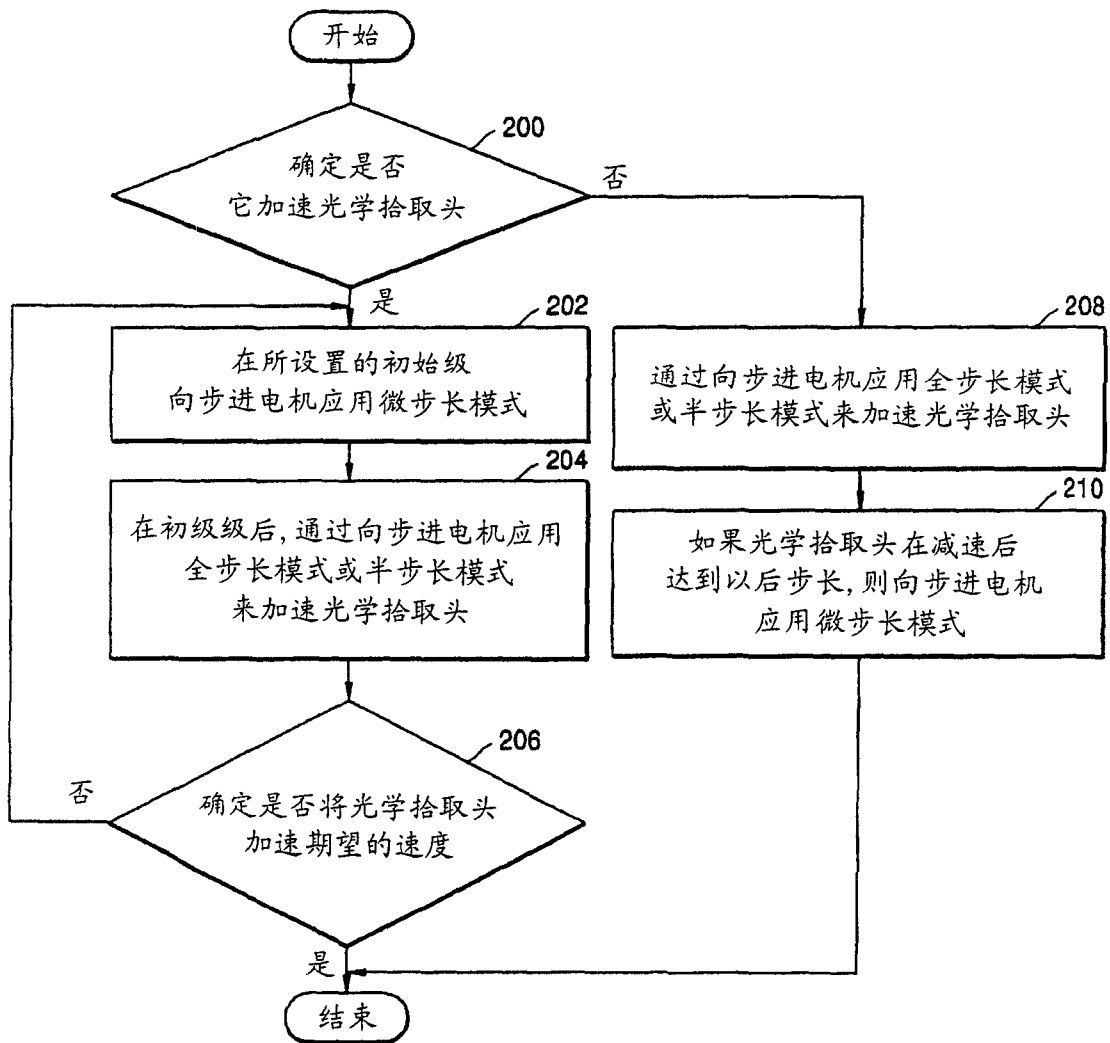 开始
200
确定是否
它加速光学拾取头
否
是
202
在所设置的初始级
向步进电机应用微步长模式
204
在初级级后,通过向步进电机应用
全步长模式或半步长模式
来加速光学拾取头
206
确定是否将光学拾取头
加速期望的速度
否
是
208
通过向步进电机应用全步长模式
或半步长模式来加速光学拾取头
210
如果光学拾取头在减速后
达到以后步长,则向步进电机
应用微步长模式
结束